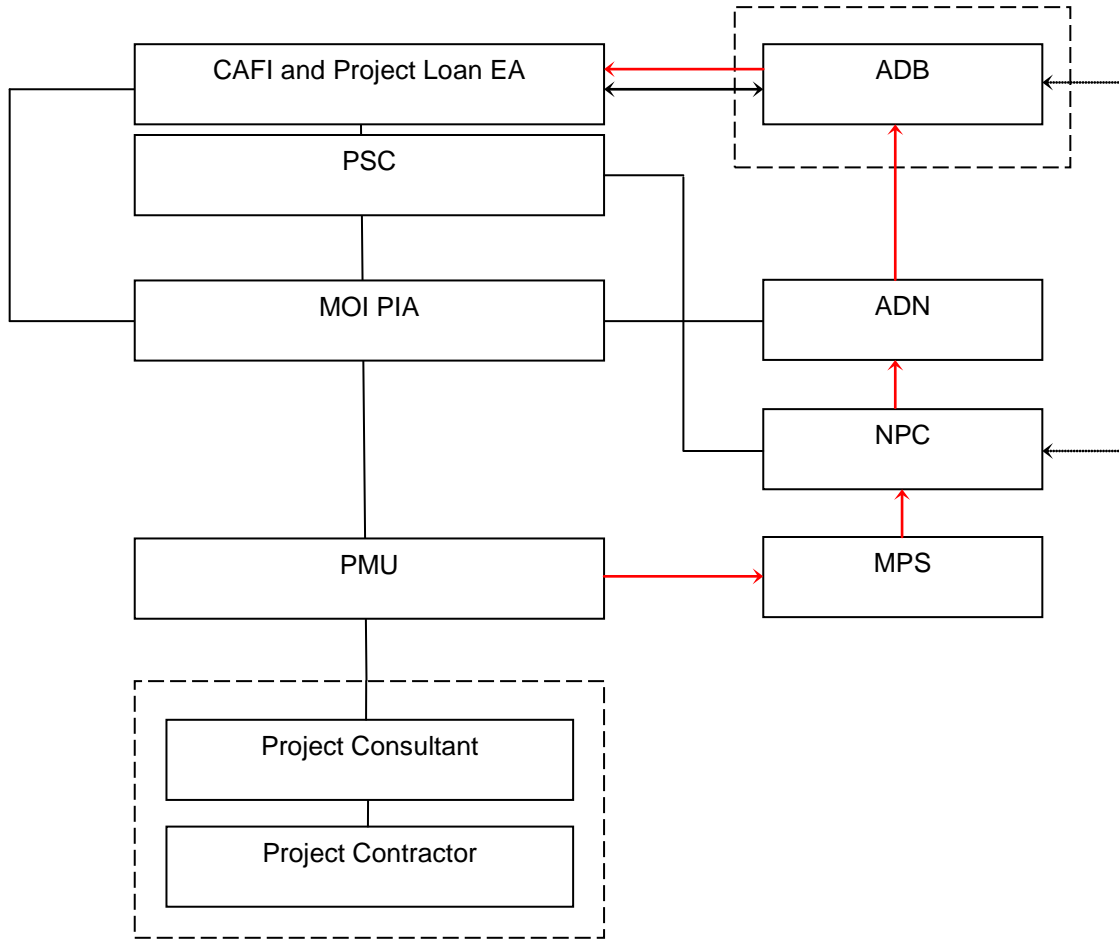 CAFI and Project Loan EA
ADB
PSC
MOI PIA
ADN
NPC
PMU
MPS
Project Consultant
Project Contractor